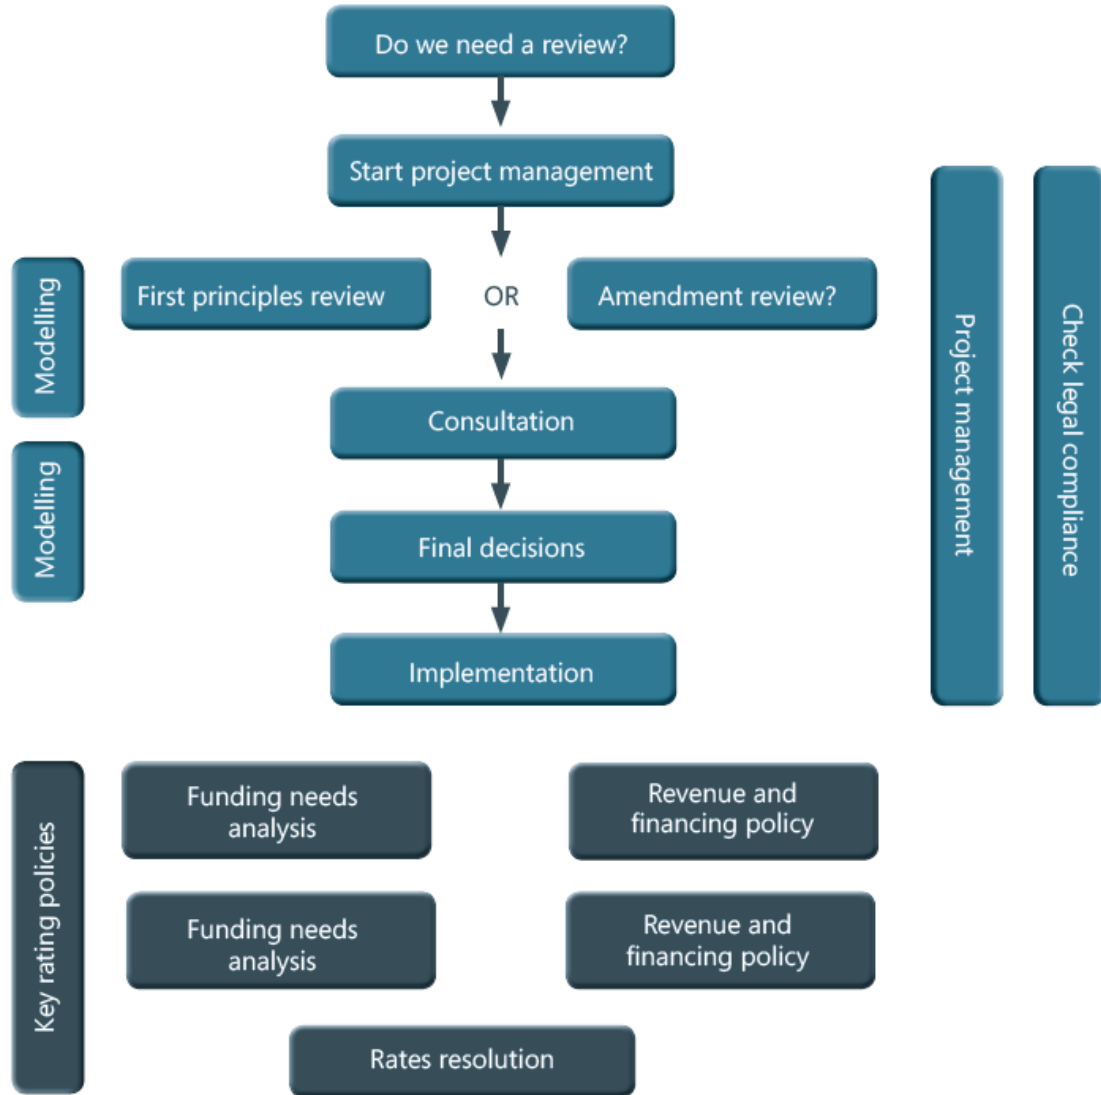 Do we need a review?
Start project management
Modelling
First principles review
OR
Amendment review?
Consultation
Modelling
Final decisions
Implementation
Project management
Check legal compliance
Key rating policies
Funding needs
analysis
Revenue and
financing policy
Funding needs
analysis
Revenue and
financing policy
Rates resolution